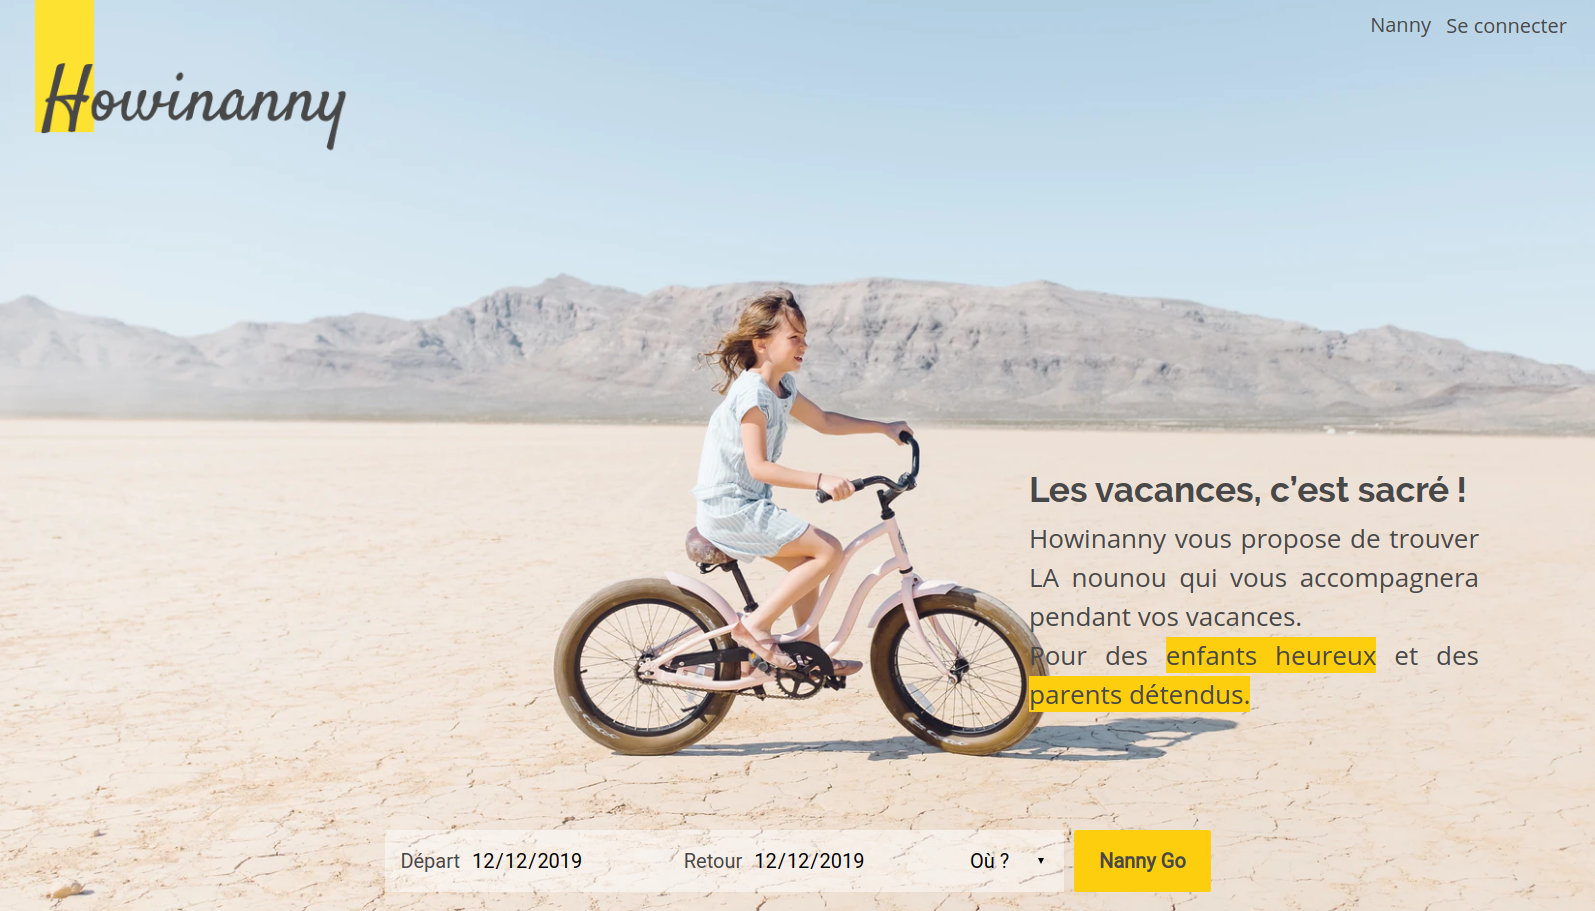 Nanny Se connecter
Howinanny
Les vacances, c’est sacré !
Howinanny vous propose de trouver
LA nounou qui vous accompagnera
pendant vos vacances.
Pour des enfants heureux et des
parents détendus.
Départ 12/12/2019 Retour 12/12/2019 Où ? Nanny Go